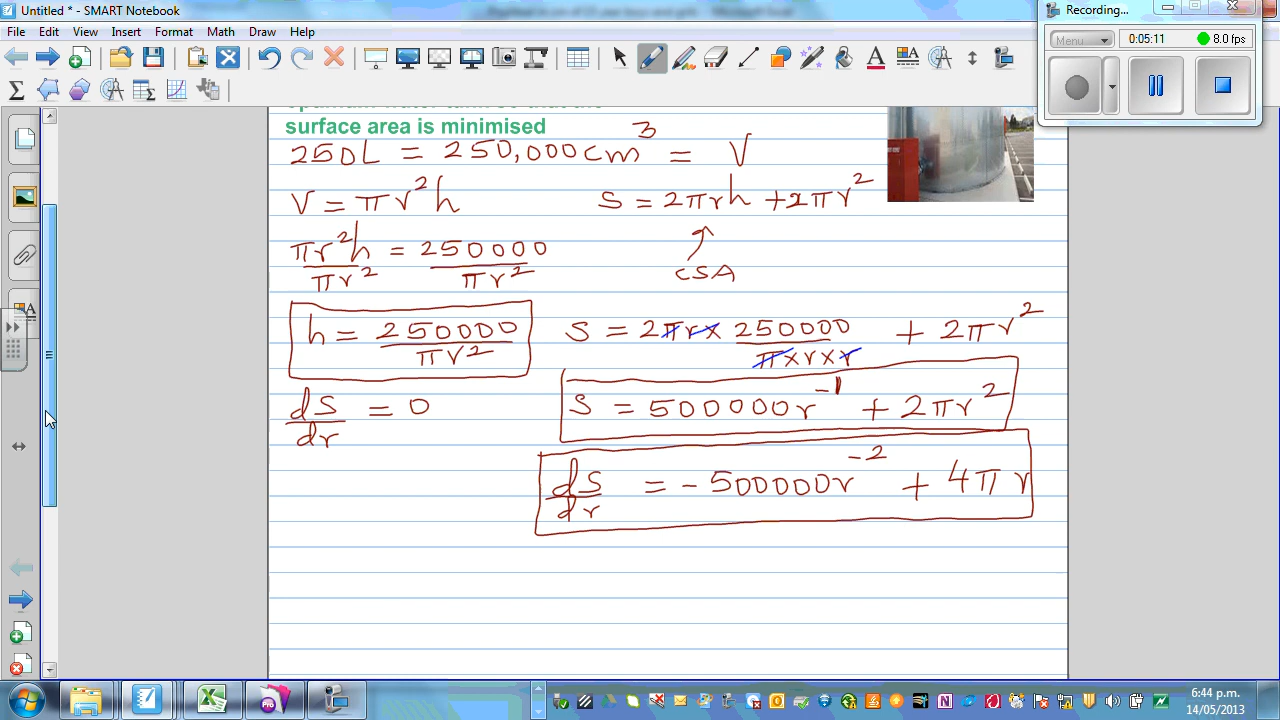 Untitled * - SMART Notebook
Recording...
File Edit View Insert Format Math Draw Help
Menu
0:05:11
8.0 fps
surface area is minimised
250L = 250,000cm³ = V
V = πr²h
S = 2πrh + 2πr²
πr²h / πr² = 250000 / πr²
CSA
h = 250000 / πr²
S = 2πr× 250000 / π×r×r + 2πr²
dS/dr = 0
S = 500000r⁻¹ + 2πr²
dS/dr = -500000r⁻² + 4πr
6:44 p.m.
14/05/2013